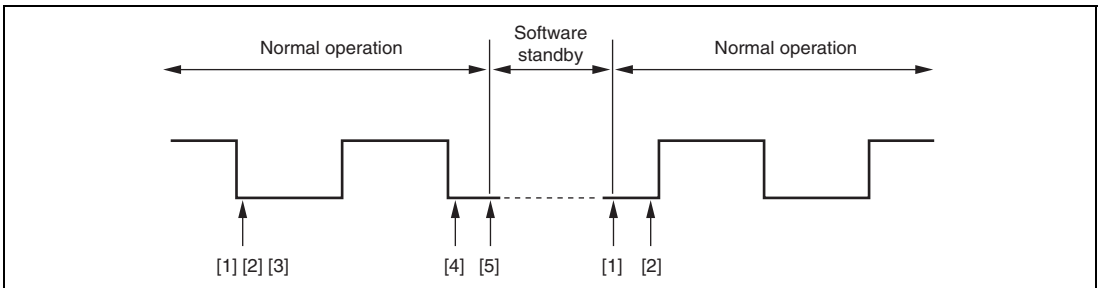 Normal operation
Software
standby
Normal operation
[1] [2] [3]
[4]
[5]
[1]
[2]